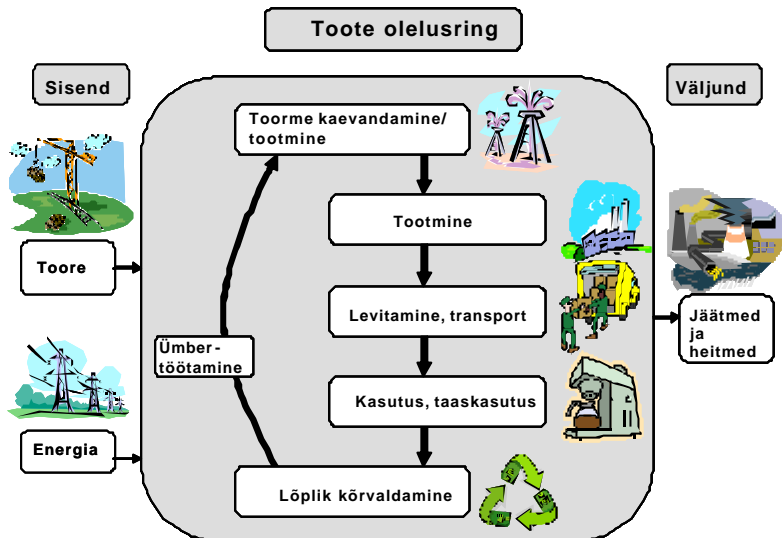 Toote olelusring
Sisend
Väljund
Toorme kaevandamine/
tootmine
Tootmine
Toore
Levitamine, transport
Jäätmed
ja
heitmed
Ümber-
töötamine
Kasutus, taaskasutus
Energia
Lõplik kõrvaldamine